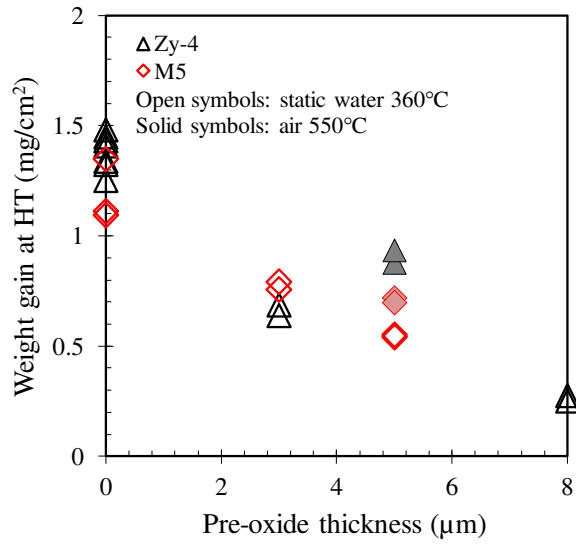 2
1.5
1
0.5
0
Weight gain at HT (mg/cm²)
Zy-4
M5
Open symbols: static water 360°C
Solid symbols: air 550°C
0 2 4 6 8
Pre-oxide thickness (µm)